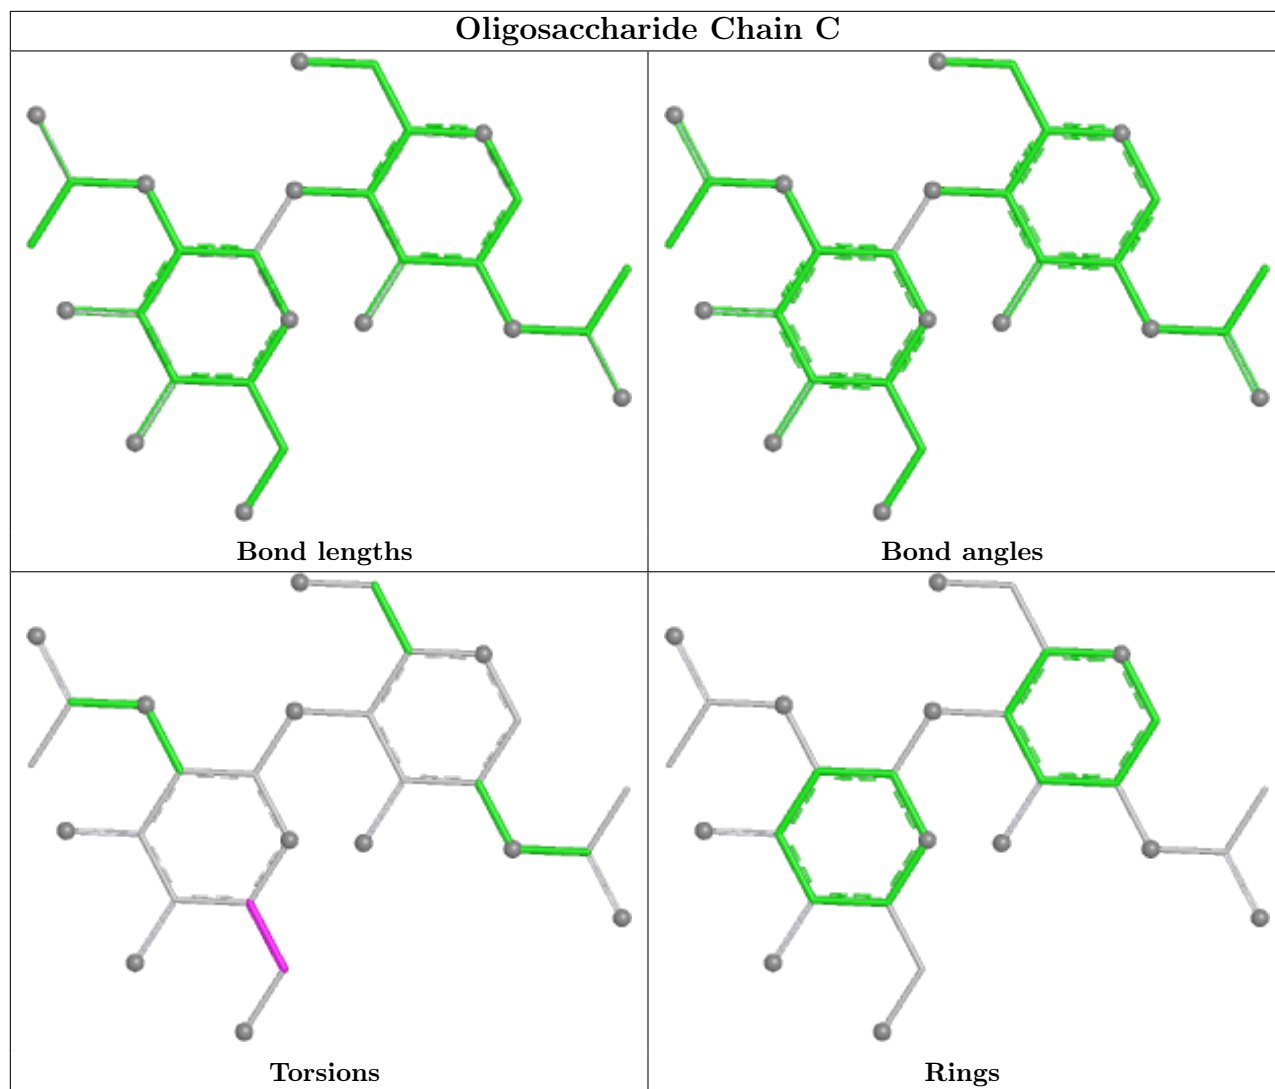 Oligosaccharide Chain C
Bond lengths
Bond angles
Torsions
Rings